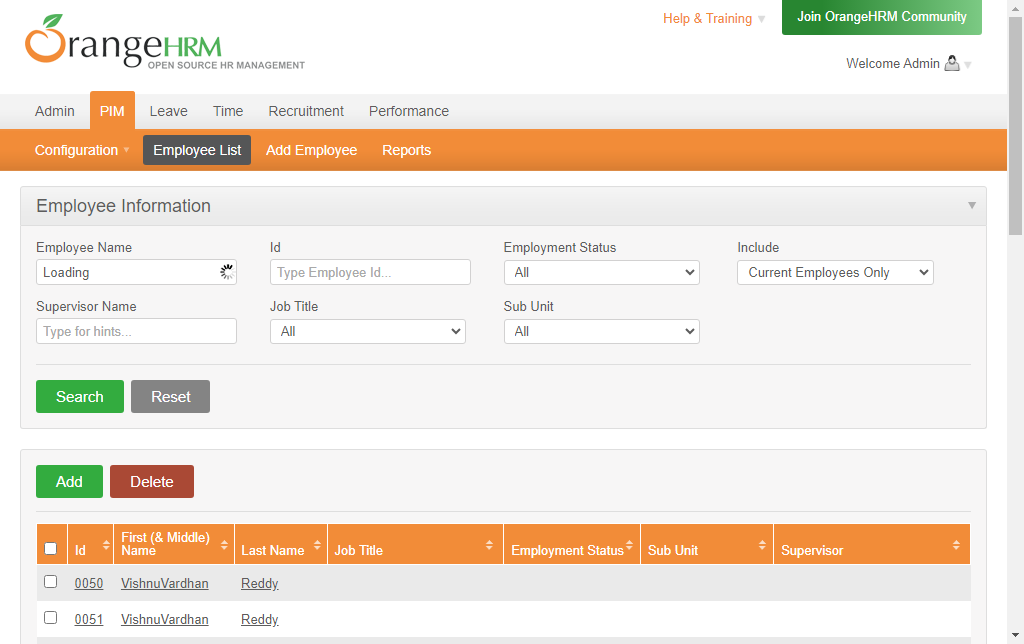 OrangeHRM
OPEN SOURCE HR MANAGEMENT
Help & Training
Join OrangeHRM Community
Welcome Admin
Admin PIM Leave Time Recruitment Performance
Configuration Employee List Add Employee Reports
Employee Information
Employee Name Id Employment Status Include
Loading Type Employee Id... All Current Employees Only
Supervisor Name Job Title Sub Unit
Type for hints... All All
Search Reset
Add Delete
Id First (& Middle) Name Last Name Job Title Employment Status Sub Unit Supervisor
0050 VishnuVardhan Reddy
0051 VishnuVardhan Reddy